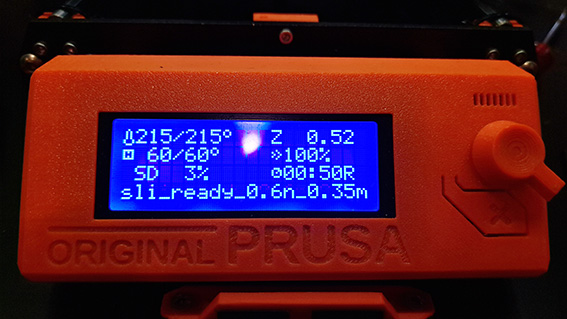 215/215° Z 0.52
60/60° 100%
SD 3% 00:50R
sli_ready_0.6n_0.35m
ORIGINAL PRUSA